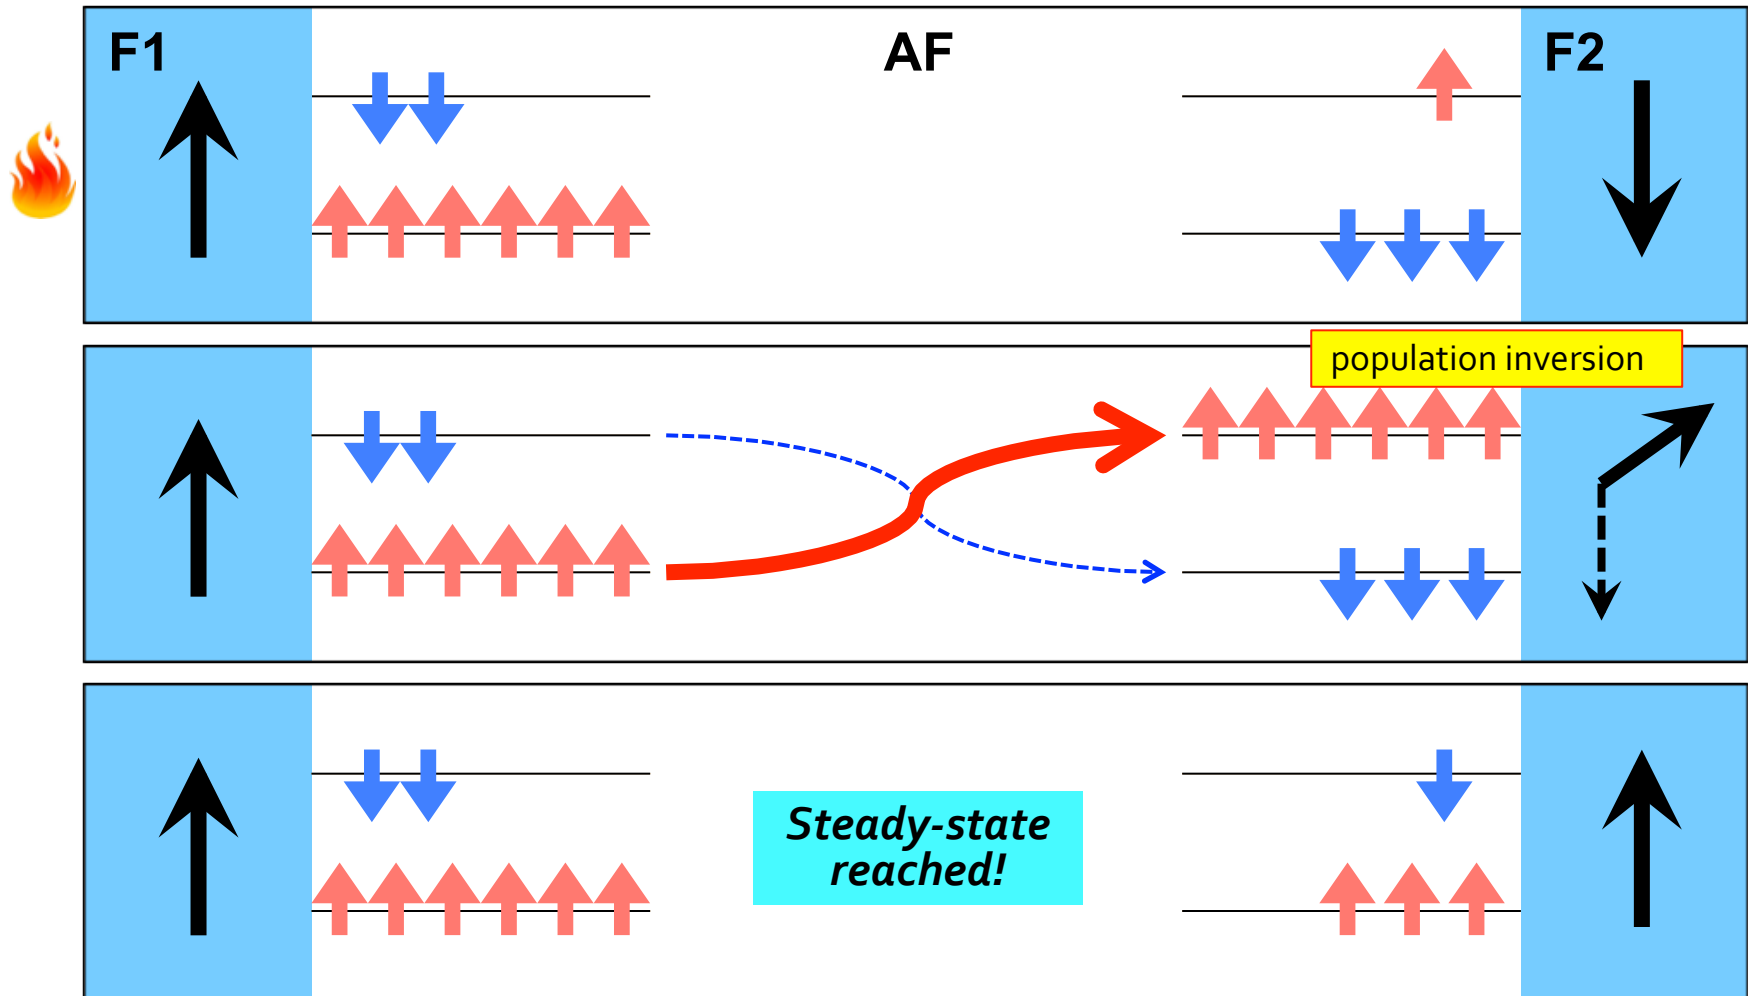 F1
AF
F2
population inversion
Steady-state
reached!